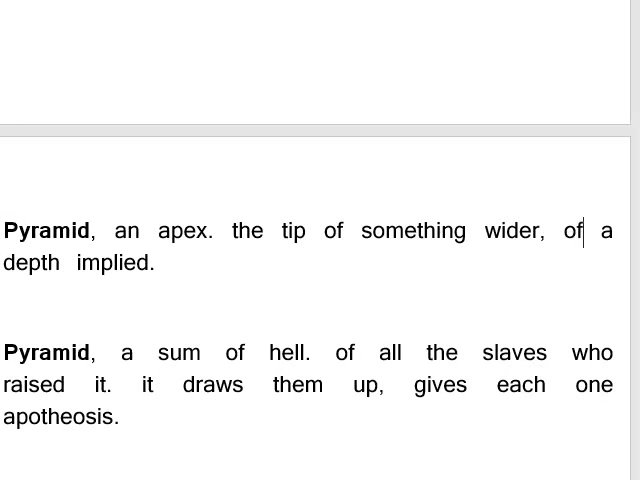 Pyramid, an apex. the tip of something wider, of a
depth implied.
Pyramid, a sum of hell. of all the slaves who
raised it. it draws them up, gives each one
apotheosis.